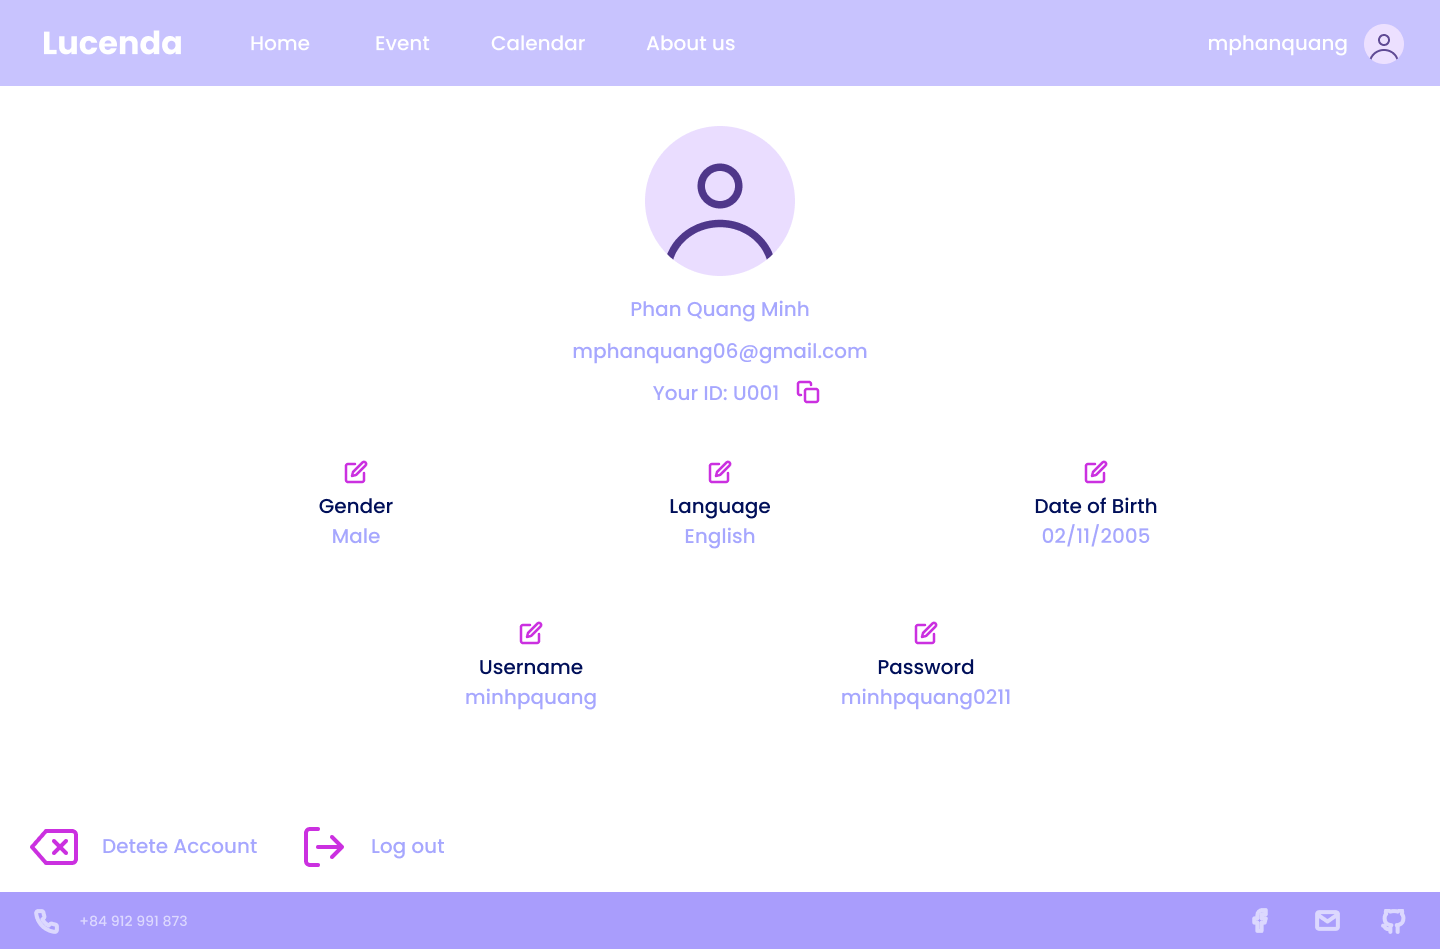 Lucenda
Home
Event
Calendar
About us
mphanquang
Phan Quang Minh
mphanquang06@gmail.com
Your ID: U001
Gender
Male
Language
English
Date of Birth
02/11/2005
Username
minhpquang
Password
minhpquang0211
Detete Account
Log out
+84 912 991 873